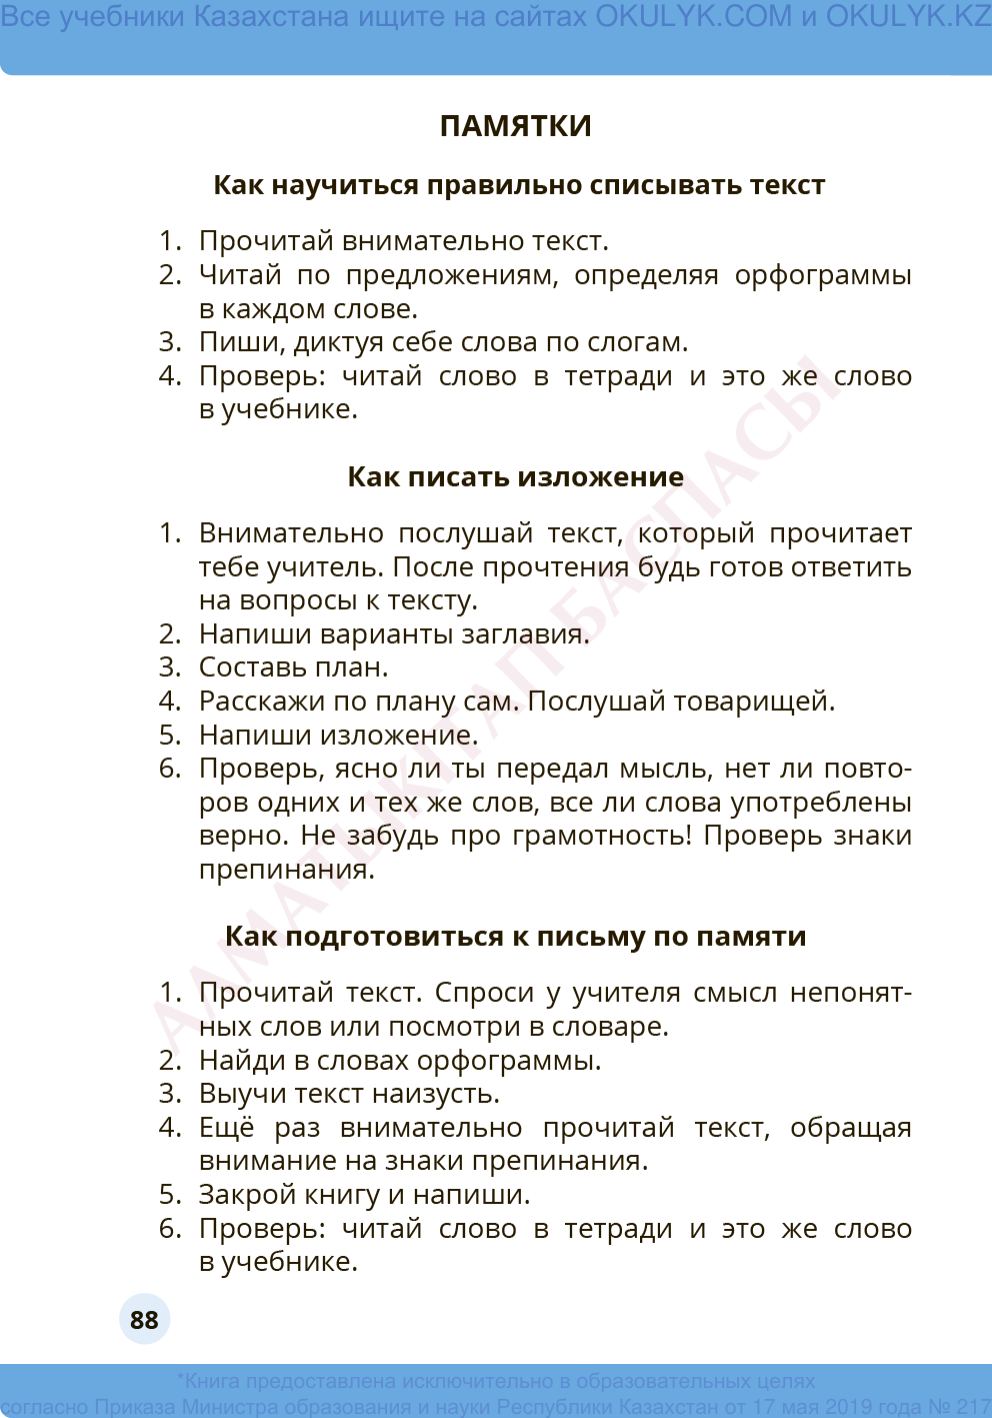 Все учебники Казахстана ищите на сайтах OKULYK.COM и OKULYK.KZ
ПАМЯТКИ
Как научиться правильно списывать текст
1. Прочитай внимательно текст.
2. Читай по предложениям, определяя орфограммы
в каждом слове.
3. Пиши, диктуя себе слова по слогам.
4. Проверь: читай слово в тетради и это же слово
в учебнике.
Как писать изложение
1. Внимательно послушай текст, который прочитает
тебе учитель. После прочтения будь готов ответить
на вопросы к тексту.
2. Напиши варианты заглавия.
3. Составь план.
4. Расскажи по плану сам. Послушай товарищей.
5. Напиши изложение.
6. Проверь, ясно ли ты передал мысль, нет ли повто-
ров одних и тех же слов, все ли слова употреблены
верно. Не забудь про грамотность! Проверь знаки
препинания.
Как подготовиться к письму по памяти
1. Прочитай текст. Спроси у учителя смысл непонят-
ных слов или посмотри в словаре.
2. Найди в словах орфограммы.
3. Выучи текст наизусть.
4. Ещё раз внимательно прочитай текст, обращая
внимание на знаки препинания.
5. Закрой книгу и напиши.
6. Проверь: читай слово в тетради и это же слово
в учебнике.
АЛМАТЫКІТАП БАСПАСЫ
88
*Книга предоставлена исключительно в образовательных целях
согласно Приказа Министра образования и науки Республики Казахстан от 17 мая 2019 года № 217